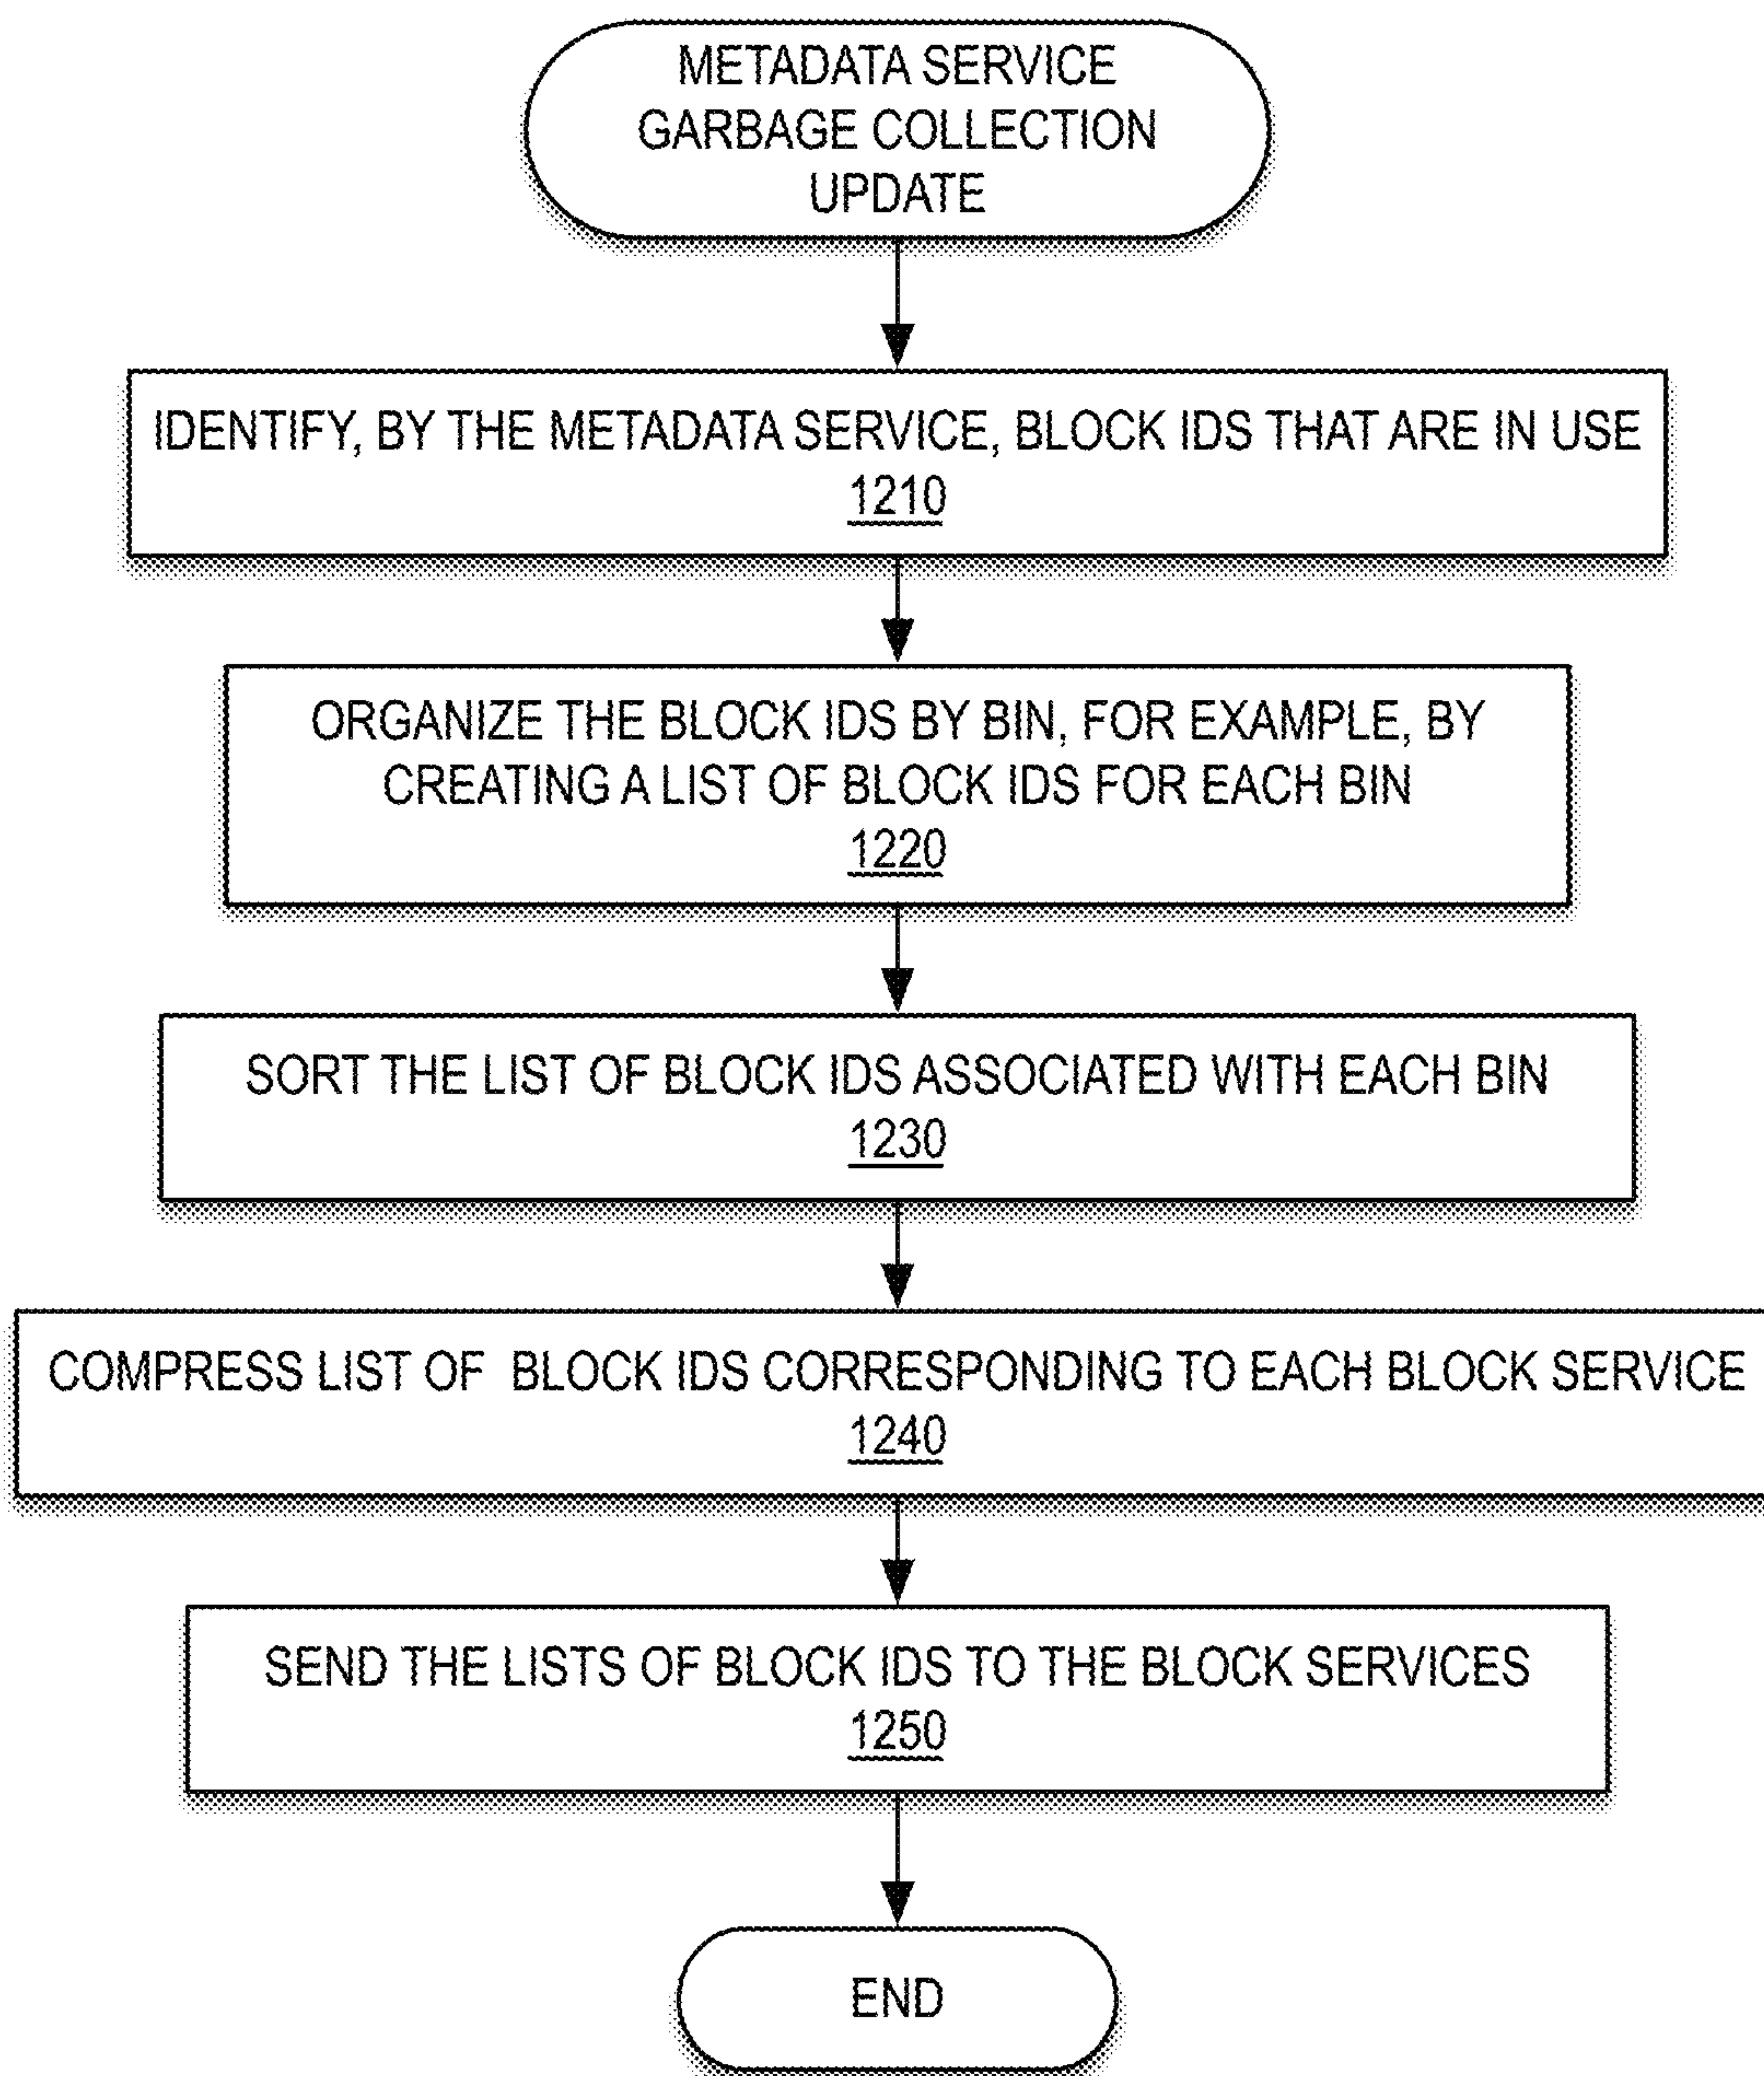 METADATA SERVICE
GARBAGE COLLECTION
UPDATE
IDENTIFY, BY THE METADATA SERVICE, BLOCK IDS THAT ARE IN USE
1210
ORGANIZE THE BLOCK IDS BY BIN, FOR EXAMPLE, BY
CREATING A LIST OF BLOCK IDS FOR EACH BIN
1220
SORT THE LIST OF BLOCK IDS ASSOCIATED WITH EACH BIN
1230
COMPRESS LIST OF BLOCK IDS CORRESPONDING TO EACH BLOCK SERVICE
1240
SEND THE LISTS OF BLOCK IDS TO THE BLOCK SERVICES
1250
END